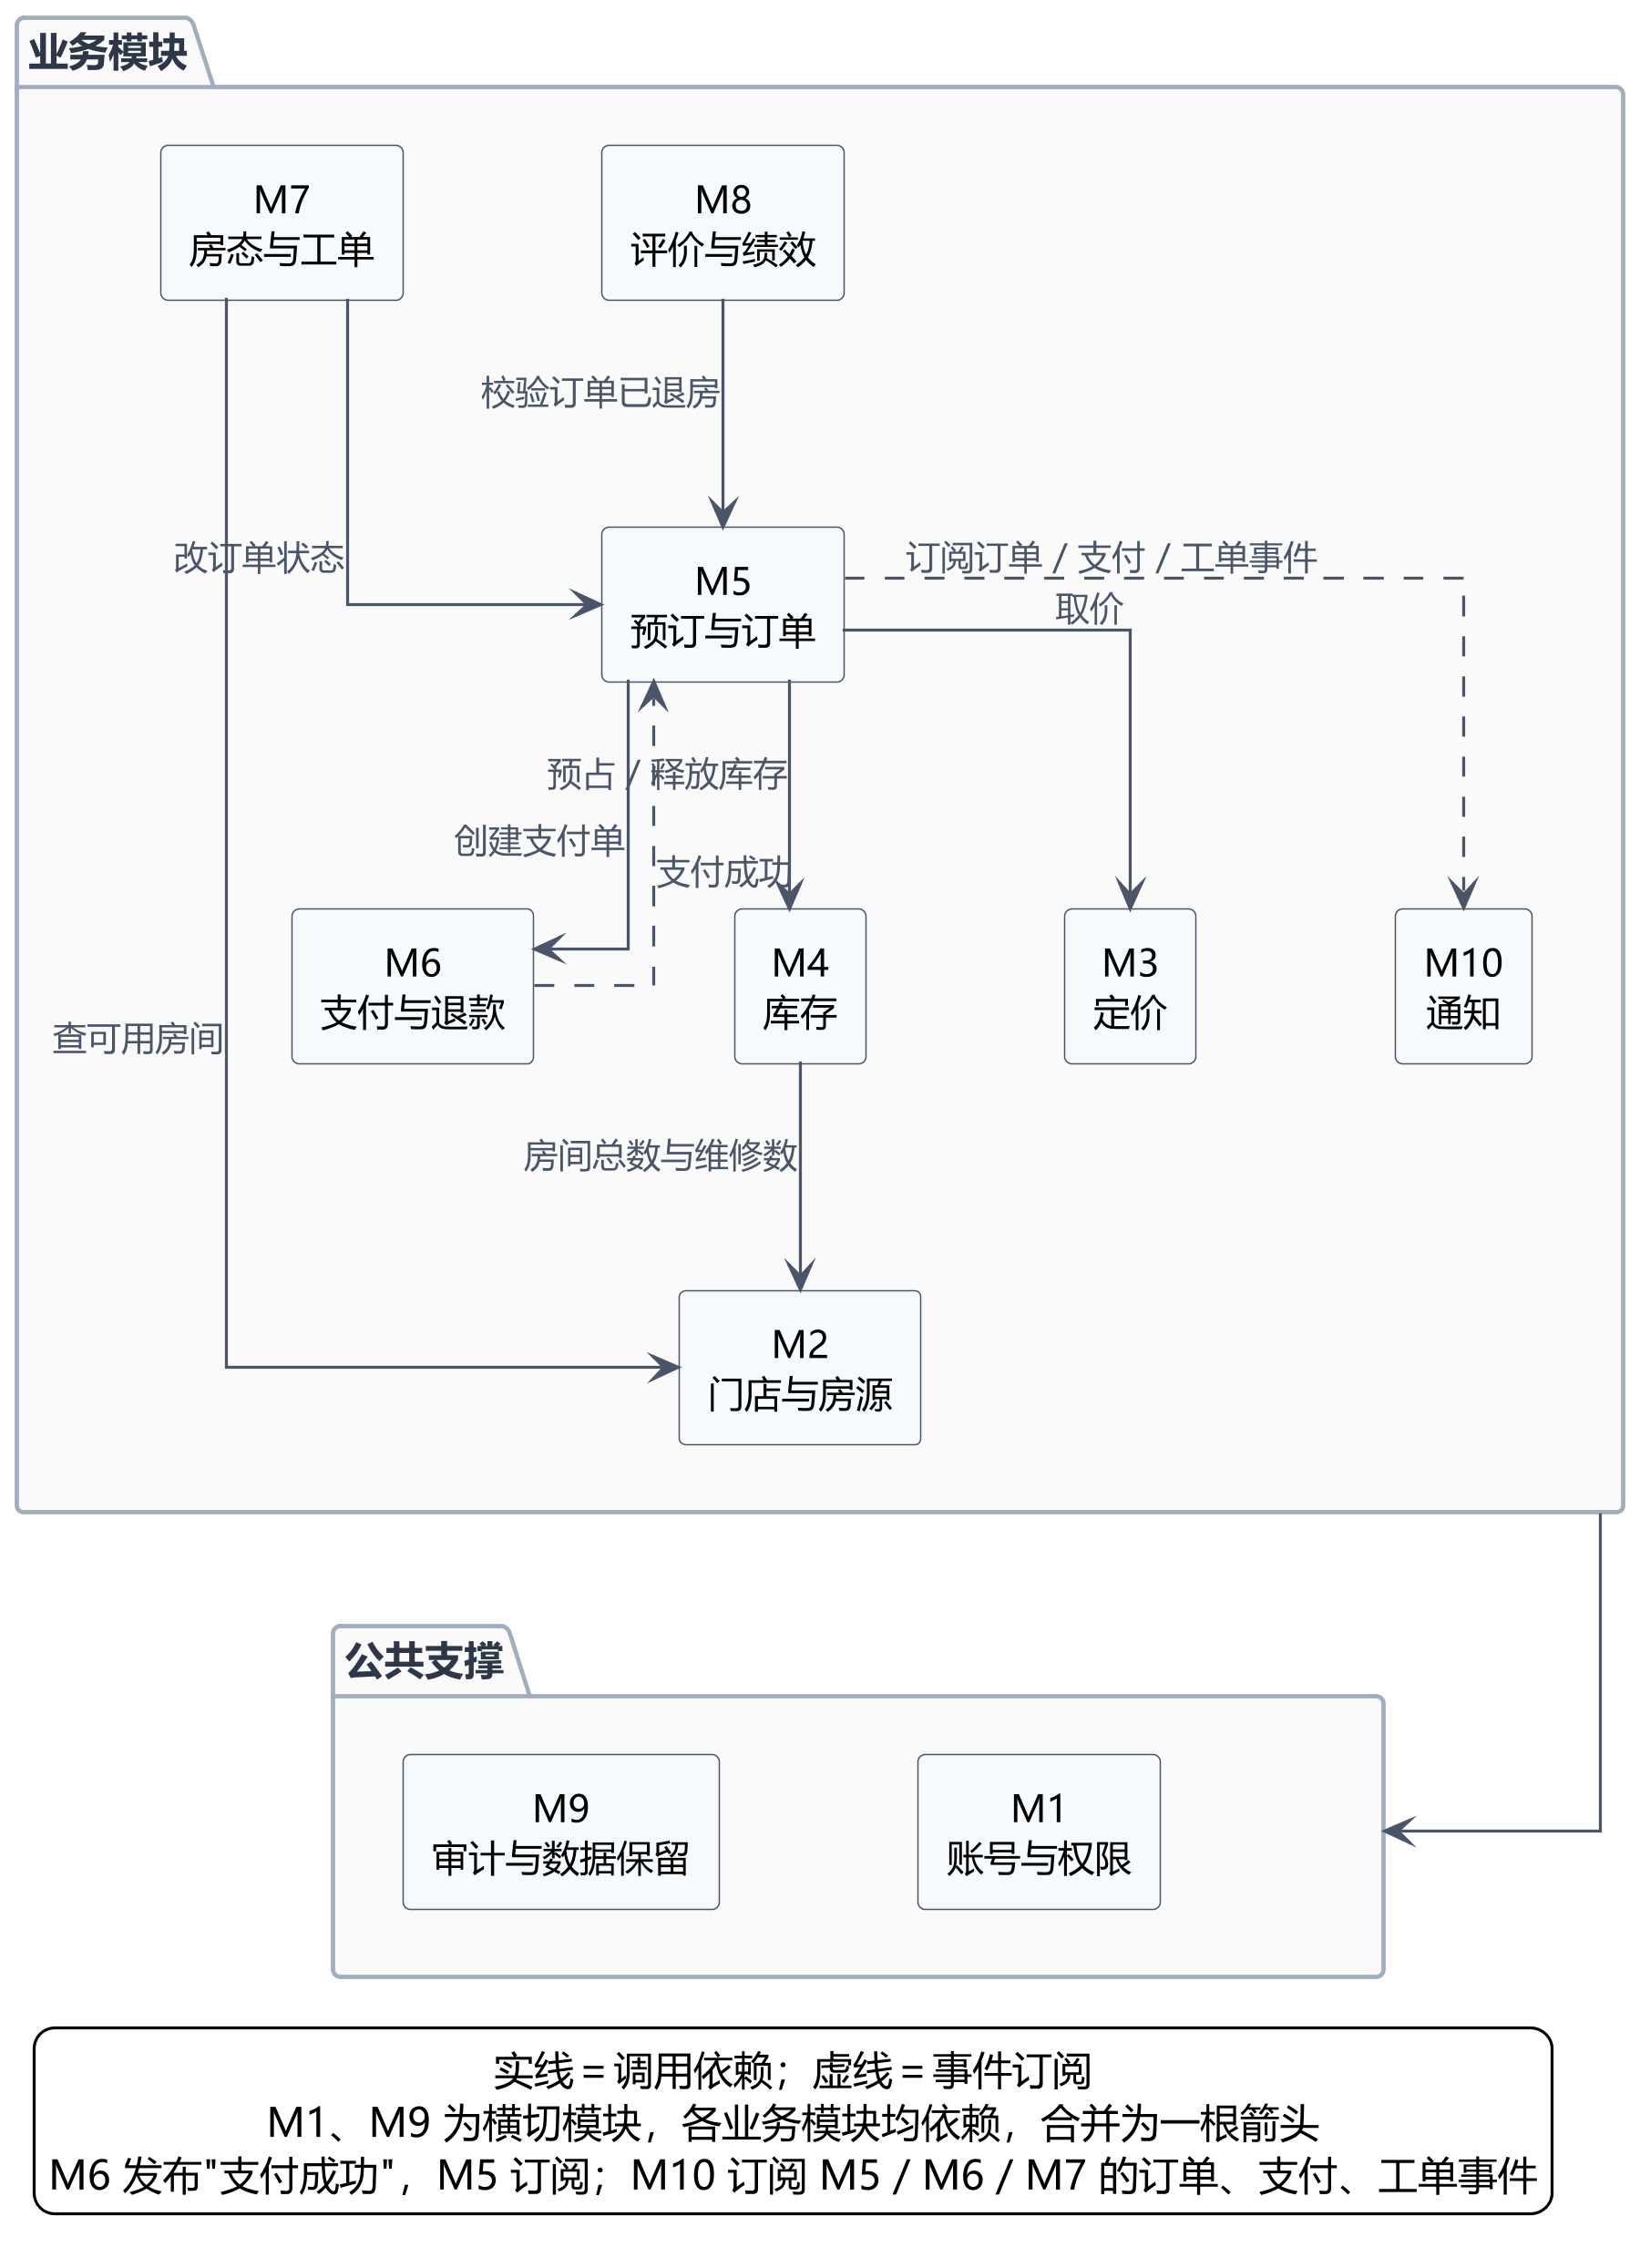 业务模块
M7
房态与工单
M8
评价与绩效
校验订单已退房
改订单状态
M5
预订与订单
订阅订单 / 支付 / 工单事件
取价
预占 / 释放库存
创建支付单
支付成功
M6
支付与退款
M4
库存
M3
定价
M10
通知
查可用房间
房间总数与维修数
M2
门店与房源
公共支撑
M9
审计与数据保留
M1
账号与权限
实线 = 调用依赖；虚线 = 事件订阅
M1、M9 为横切模块，各业务模块均依赖，合并为一根箭头
M6 发布"支付成功"，M5 订阅；M10 订阅 M5 / M6 / M7 的订单、支付、工单事件